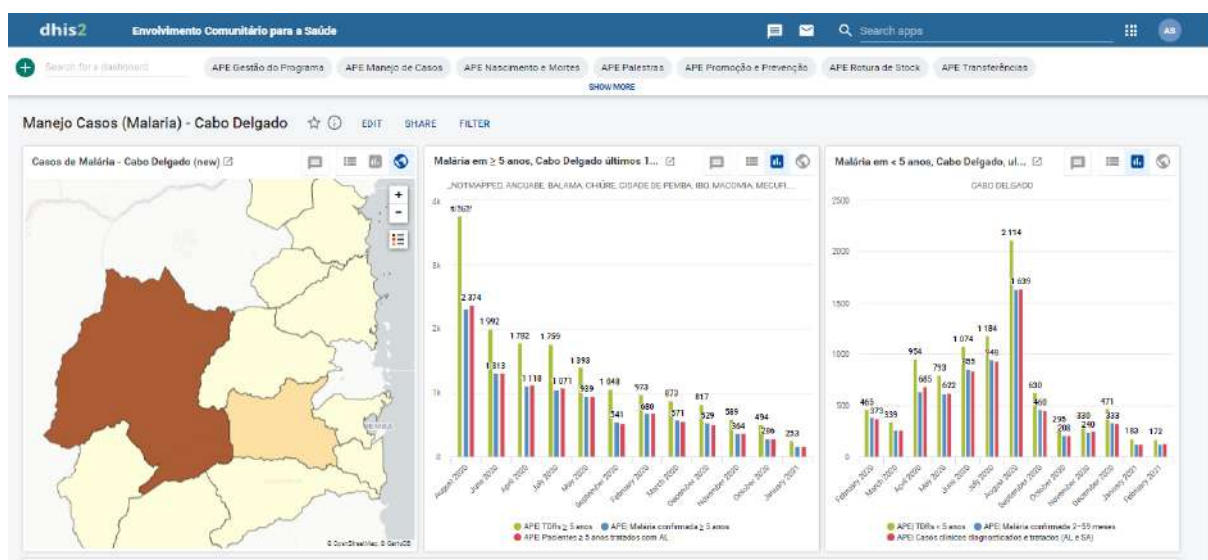 dhis2 Envolvimento Comunitário para a Saúde Search apps AS
Search for a dashboard APE Gestão do Programa APE Manejo de Casos APE Nascimento e Mortes APE Palestras APE Promoção e Prevenção APE Rotura de Stock APE Transferências
SHOW MORE
Manejo Casos (Malaria) - Cabo Delgado EDIT SHARE FILTER
Casos de Malária - Cabo Delgado (new)
+
-
PEMBA
© OpenStreetMap, © CartoDB
Malária em ≥ 5 anos, Cabo Delgado últimos 1...
_NOTMAPPED, ANCUABE, BALAMA, CHIÚRE, CIDADE DE PEMBA, IBO, MACOMIA, MECUFI...
4k
3k
2k
1k
0
2 374
1 992
1 313
1 782
1 118
1 759
1 071
1 393
939
1 048
541
973
680
873
571
817
529
589
364
494
286
253
August 2020 June 2020 April 2020 July 2020 May 2020 September 2020 February 2020 March 2020 December 2020 November 2020 October 2020 January 2021
APE| TDRs ≥ 5 anos APE| Malária confirmada ≥ 5 anos
APE| Pacientes ≥ 5 anos tratados com AL
Malária em < 5 anos, Cabo Delgado, ul...
CABO DELGADO
2500
2000
1500
1000
500
0
465
373
339
954
685
793
622
1 074
855
1 184
948
2 114
1 639
630
460
295
208
330
240
471
333
183
172
February 2020 March 2020 April 2020 May 2020 June 2020 July 2020 August 2020 September 2020 October 2020 November 2020 December 2020 January 2021 February 2021
APE| TDRs < 5 anos APE| Malária confirmada 2-59 meses
APE| Casos clínicos diagnosticados e tratados (AL e SA)